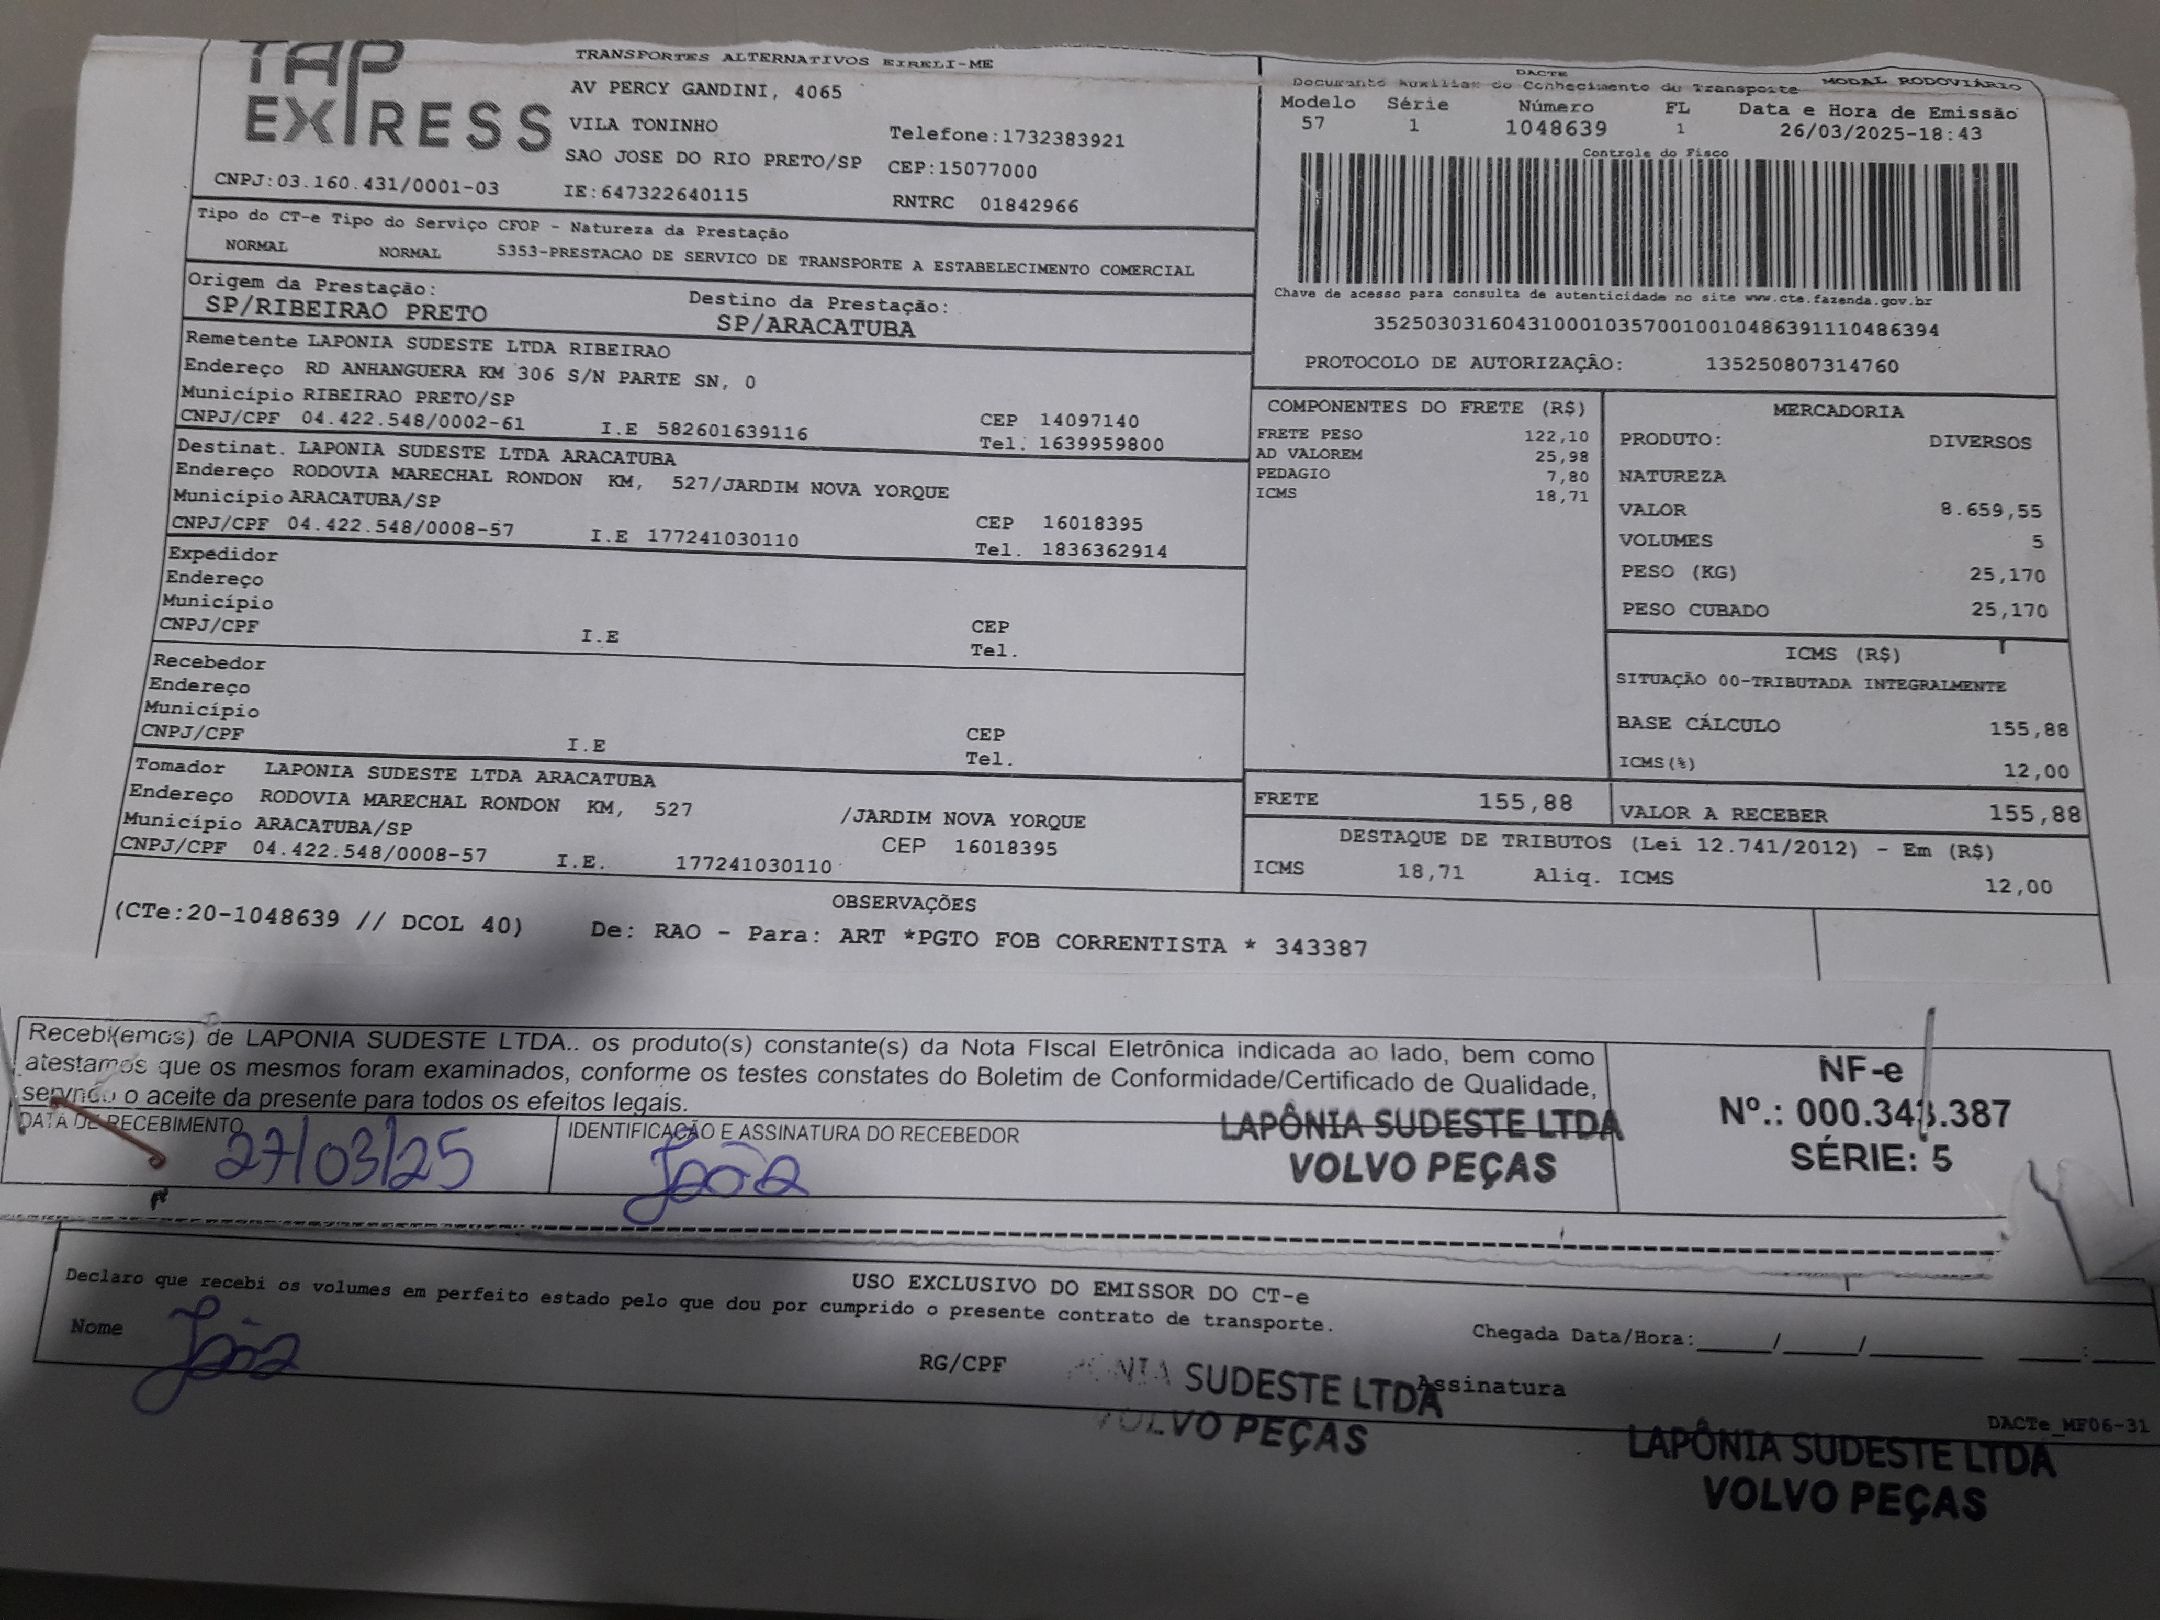 TAP EXPRESS
TRANSPORTES ALTERNATIVOS EIRELI-ME
AV PERCY GANDINI, 4065
VILA TONINHO
Telefone:1732383921
SAO JOSE DO RIO PRETO/SP
CEP:15077000
CNPJ:03.160.431/0001-03
IE:647322640115
RNTRC 01842966
DACTE
MODAL RODOVIÁRIO
Documento Auxiliar do Conhecimento de Transporte
Modelo Série Número FL Data e Hora de Emissão
57 1 1048639 1 26/03/2025-18:43
Controle do Fisco
Chave de acesso para consulta de autenticidade no site www.cte.fazenda.gov.br
35250303160431000103570010010486391110486394
PROTOCOLO DE AUTORIZAÇÃO: 135250807314760
Tipo do CT-e Tipo do Serviço CFOP - Natureza da Prestação
NORMAL NORMAL 5353-PRESTACAO DE SERVICO DE TRANSPORTE A ESTABELECIMENTO COMERCIAL
Origem da Prestação: Destino da Prestação:
SP/RIBEIRAO PRETO SP/ARACATUBA
Remetente LAPONIA SUDESTE LTDA RIBEIRAO
Endereço RD ANHANGUERA KM 306 S/N PARTE SN, 0
Município RIBEIRAO PRETO/SP CEP 14097140
CNPJ/CPF 04.422.548/0002-61 I.E 582601639116 Tel. 1639959800
Destinat. LAPONIA SUDESTE LTDA ARACATUBA
Endereço RODOVIA MARECHAL RONDON KM, 527/JARDIM NOVA YORQUE
Município ARACATUBA/SP CEP 16018395
CNPJ/CPF 04.422.548/0008-57 I.E 177241030110 Tel. 1836362914
Expedidor
Endereço
Município CEP
CNPJ/CPF I.E Tel.
Recebedor
Endereço
Município CEP
CNPJ/CPF I.E Tel.
Tomador LAPONIA SUDESTE LTDA ARACATUBA
Endereço RODOVIA MARECHAL RONDON KM, 527 /JARDIM NOVA YORQUE
Município ARACATUBA/SP CEP 16018395
CNPJ/CPF 04.422.548/0008-57 I.E. 177241030110
COMPONENTES DO FRETE (R$)
FRETE PESO 122,10
AD VALOREM 25,98
PEDAGIO 7,80
ICMS 18,71
MERCADORIA
PRODUTO: DIVERSOS
NATUREZA
VALOR 8.659,55
VOLUMES 5
PESO (KG) 25,170
PESO CUBADO 25,170
ICMS (R$)
SITUAÇÃO 00-TRIBUTADA INTEGRALMENTE
BASE CÁLCULO 155,88
ICMS(%) 12,00
FRETE 155,88 VALOR A RECEBER 155,88
DESTAQUE DE TRIBUTOS (Lei 12.741/2012) - Em (R$)
ICMS 18,71 Aliq. ICMS 12,00
OBSERVAÇÕES
(CTe:20-1048639 // DCOL 40) De: RAO - Para: ART *PGTO FOB CORRENTISTA * 343387
Recebi(emos) de LAPONIA SUDESTE LTDA.. os produto(s) constante(s) da Nota FIscal Eletrônica indicada ao lado, bem como
atestamos que os mesmos foram examinados, conforme os testes constates do Boletim de Conformidade/Certificado de Qualidade,
servndo o aceite da presente para todos os efeitos legais.
DATA DE RECEBIMENTO
27/03/25
IDENTIFICAÇÃO E ASSINATURA DO RECEBEDOR
João
LAPÔNIA SUDESTE LTDA
VOLVO PEÇAS
NF-e
Nº.: 000.343.387
SÉRIE: 5
USO EXCLUSIVO DO EMISSOR DO CT-e
Declaro que recebi os volumes em perfeito estado pelo que dou por cumprido o presente contrato de transporte.
Nome João
RG/CPF
Chegada Data/Hora:____/____/______ ___:___
Assinatura
SUDESTE LTDA
VOLVO PEÇAS
DACTe_MF06-31
LAPÔNIA SUDESTE LTDA
VOLVO PEÇAS